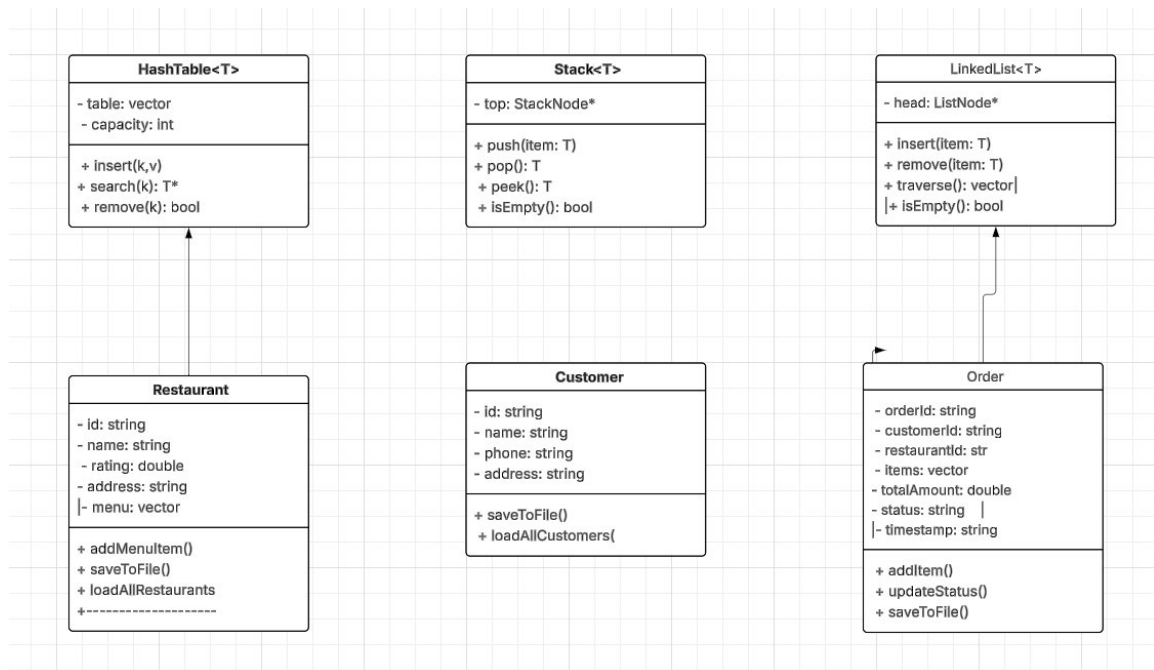 HashTable<T>
- table: vector
- capacity: int
+ insert(k,v)
+ search(k): T*
+ remove(k): bool
Stack<T>
- top: StackNode*
+ push(item: T)
+ pop(): T
+ peek(): T
+ isEmpty(): bool
LinkedList<T>
- head: ListNode*
+ insert(item: T)
+ remove(item: T)
+ traverse(): vector|
|+ isEmpty(): bool
Restaurant
- id: string
- name: string
- rating: double
- address: string
|- menu: vector
+ addMenuItem()
+ saveToFile()
+ loadAllRestaurants
+--------------------
Customer
- id: string
- name: string
- phone: string
- address: string
+ saveToFile()
+ loadAllCustomers(
Order
- orderId: string
- customerId: string
- restaurantId: str
- items: vector
- totalAmount: double
- status: string |
|- timestamp: string
+ addItem()
+ updateStatus()
+ saveToFile()